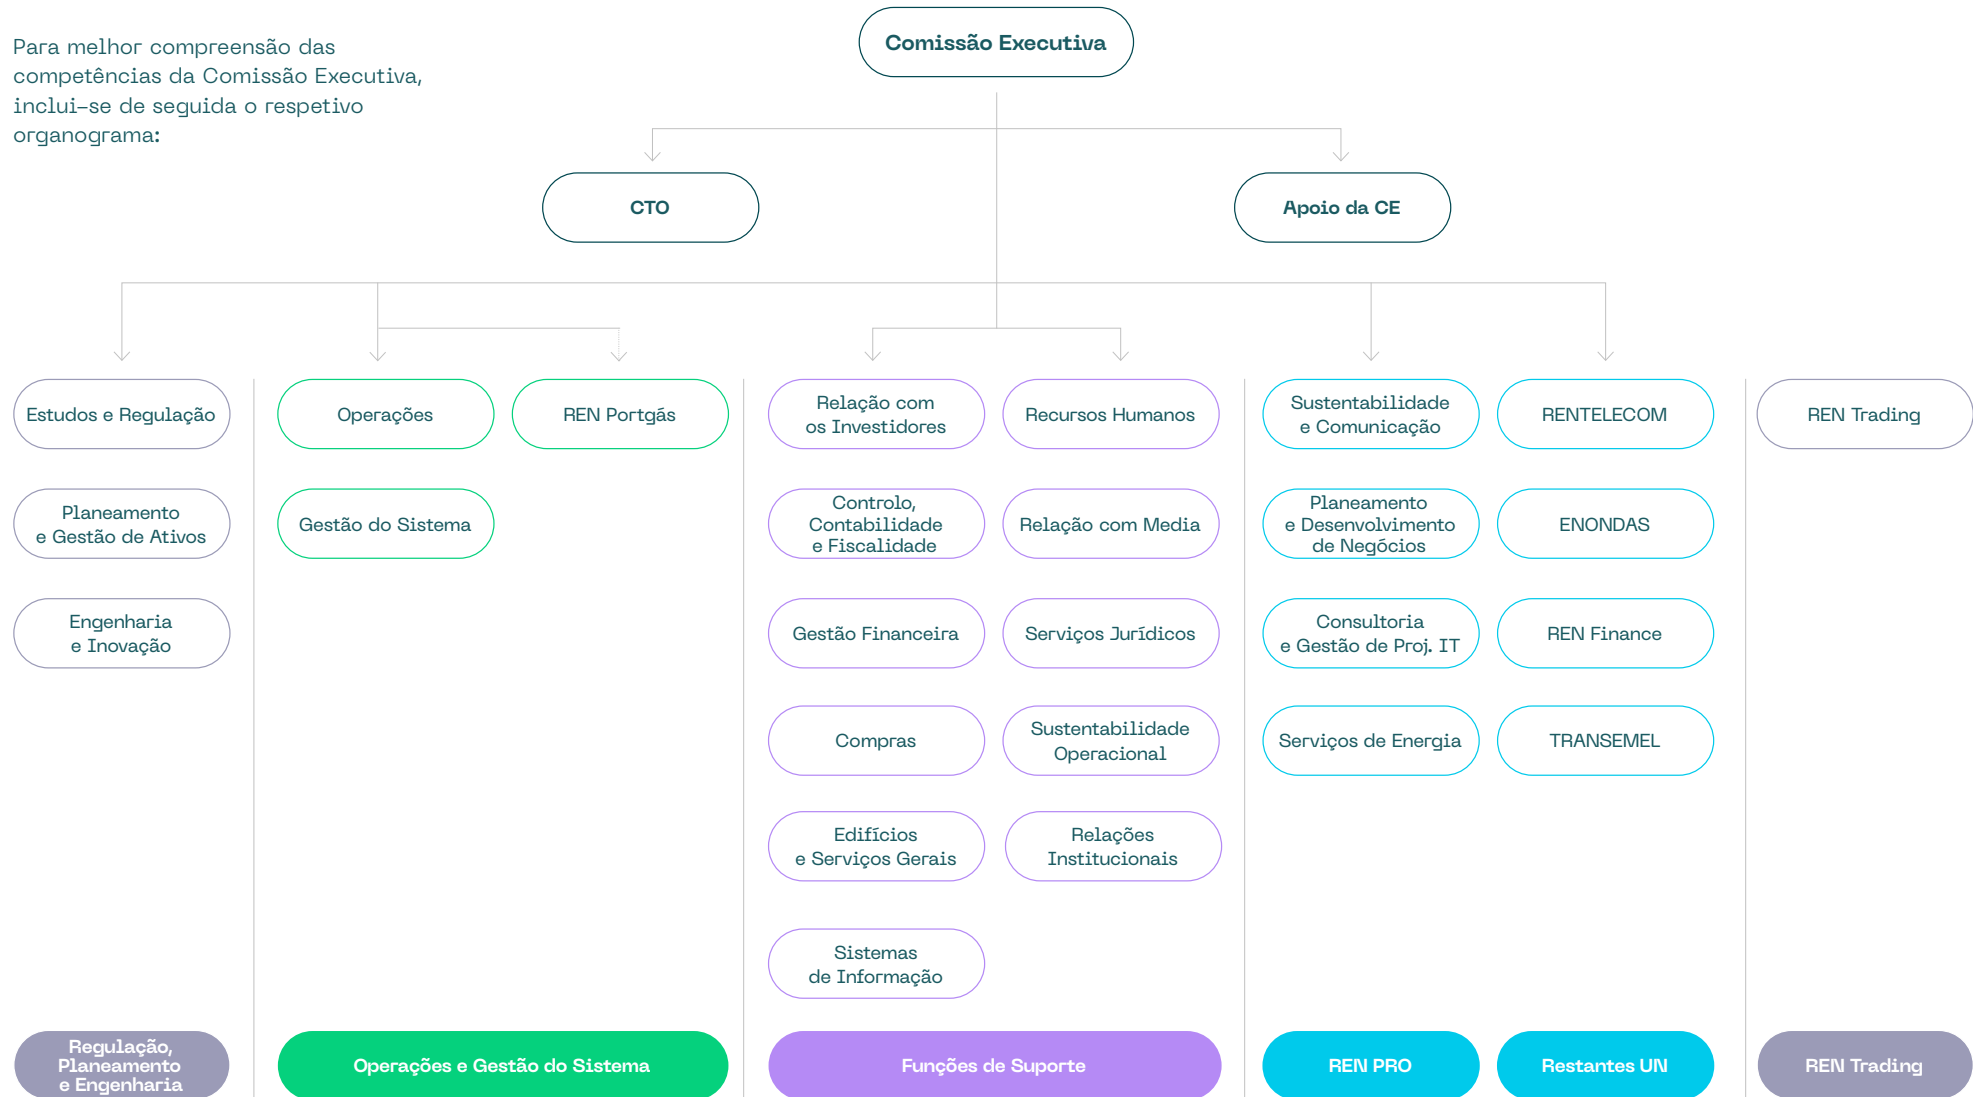 Para melhor compreensão das
competências da Comissão Executiva,
inclui-se de seguida o respetivo
organograma:
Comissão Executiva
CTO
Apoio da CE
Estudos e Regulação
Operações
REN Portgás
Relação com
os Investidores
Recursos Humanos
Sustentabilidade
e Comunicação
RENTELECOM
REN Trading
Planeamento
e Gestão de Ativos
Gestão do Sistema
Controlo,
Contabilidade
e Fiscalidade
Relação com Media
Planeamento
e Desenvolvimento
de Negócios
ENONDAS
Engenharia
e Inovação
Gestão Financeira
Serviços Jurídicos
Consultoria
e Gestão de Proj. IT
REN Finance
Compras
Sustentabilidade
Operacional
Serviços de Energia
TRANSEMEL
Edifícios
e Serviços Gerais
Relações
Institucionais
Sistemas
de Informação
Regulação,
Planeamento
e Engenharia
Operações e Gestão do Sistema
Funções de Suporte
REN PRO
Restantes UN
REN Trading